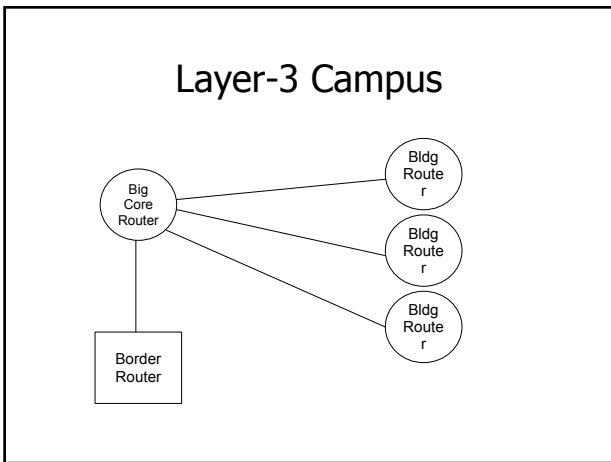 Layer-3 Campus
Big
Core
Router
Bldg
Route
r
Bldg
Route
r
Bldg
Route
r
Border
Router